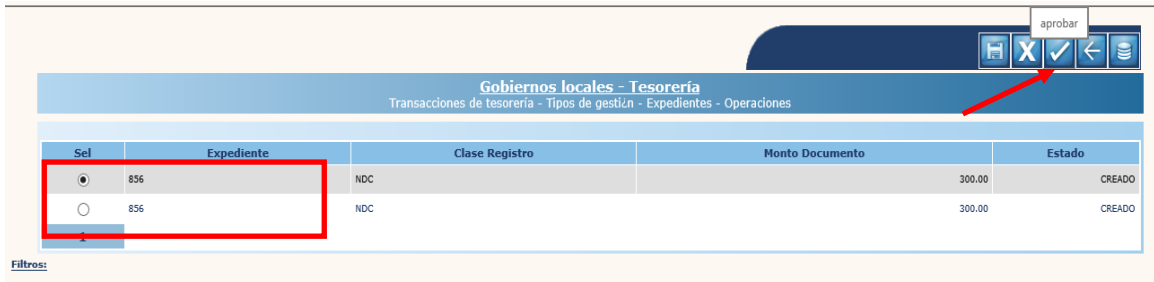 aprobar
Gobiernos locales - Tesorería
Transacciones de tesorería - Tipos de gesti¿n - Expedientes - Operaciones
Sel Expediente Clase Registro Monto Documento Estado
856 NDC 300.00 CREADO
856 NDC 300.00 CREADO
1
Filtros: